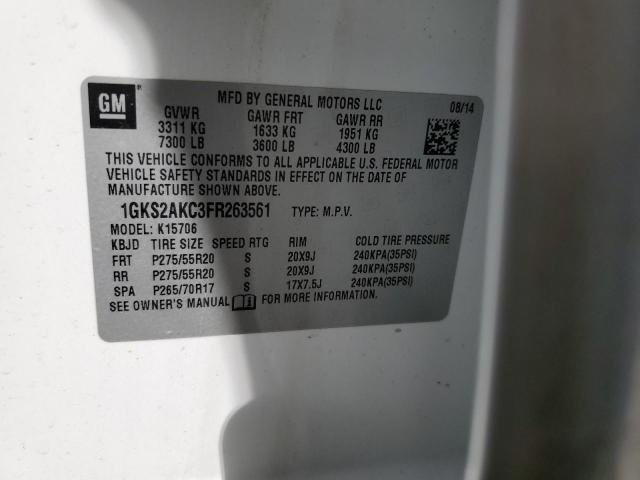 GM
MFD BY GENERAL MOTORS LLC 08/14
GVWR GAWR FRT GAWR RR
3311 KG 1633 KG 1951 KG
7300 LB 3600 LB 4300 LB
THIS VEHICLE CONFORMS TO ALL APPLICABLE U.S. FEDERAL MOTOR
VEHICLE SAFETY STANDARDS IN EFFECT ON THE DATE OF
MANUFACTURE SHOWN ABOVE.
1GKS2AKC3FR263561 TYPE: M.P.V.
MODEL: K15706
KBJD TIRE SIZE SPEED RTG RIM COLD TIRE PRESSURE
FRT P275/55R20 S 20X9J 240KPA(35PSI)
RR P275/55R20 S 20X9J 240KPA(35PSI)
SPA P265/70R17 S 17X7.5J 240KPA(35PSI)
SEE OWNER'S MANUAL FOR MORE INFORMATION